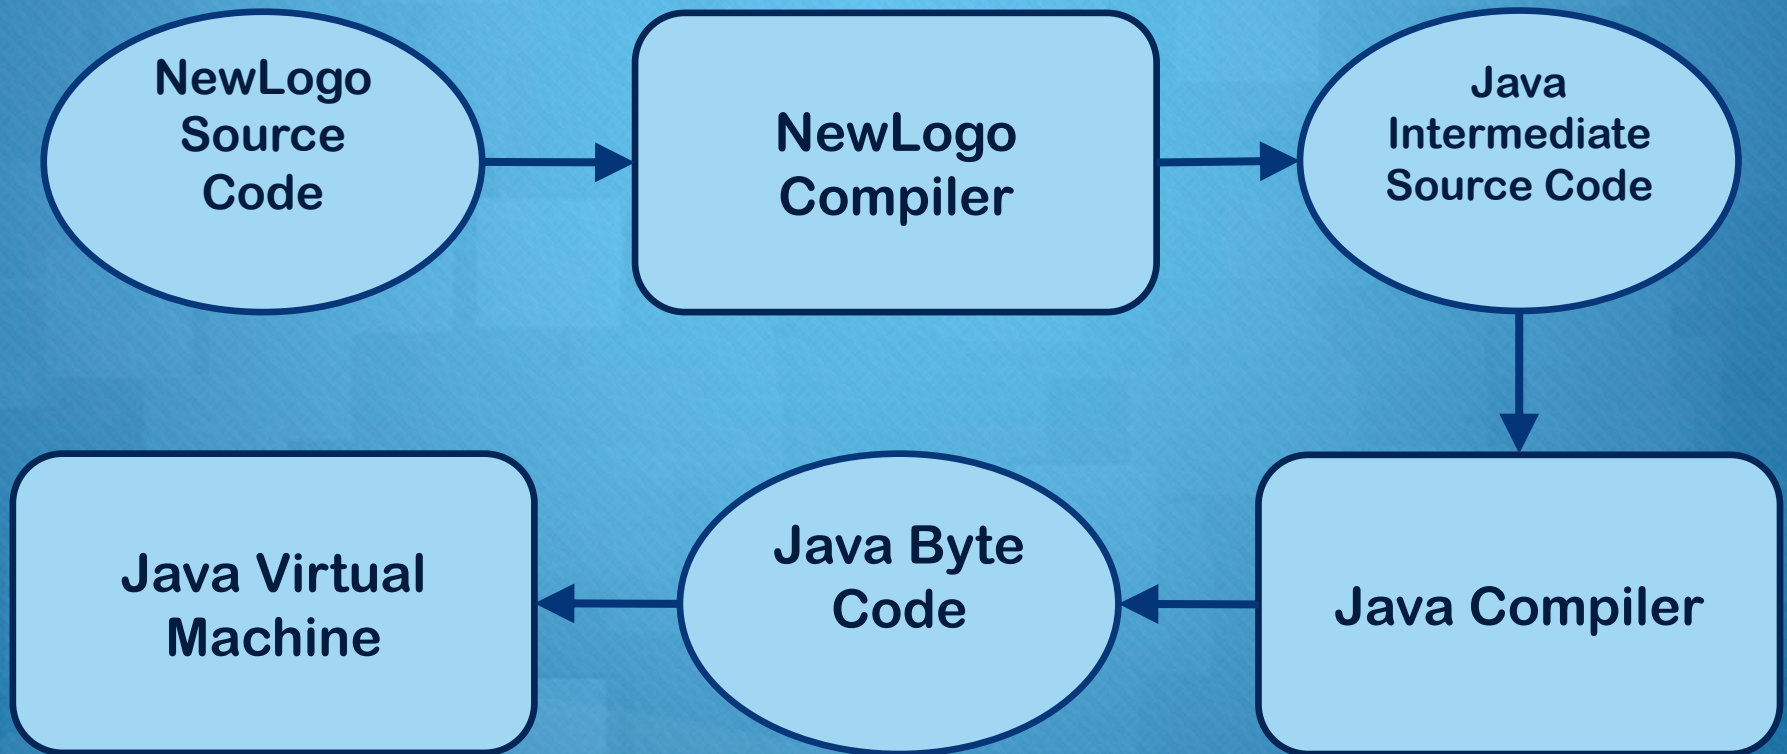 NewLogo
Source
Code
NewLogo
Compiler
Java
Intermediate
Source Code
Java Virtual
Machine
Java Byte
Code
Java Compiler